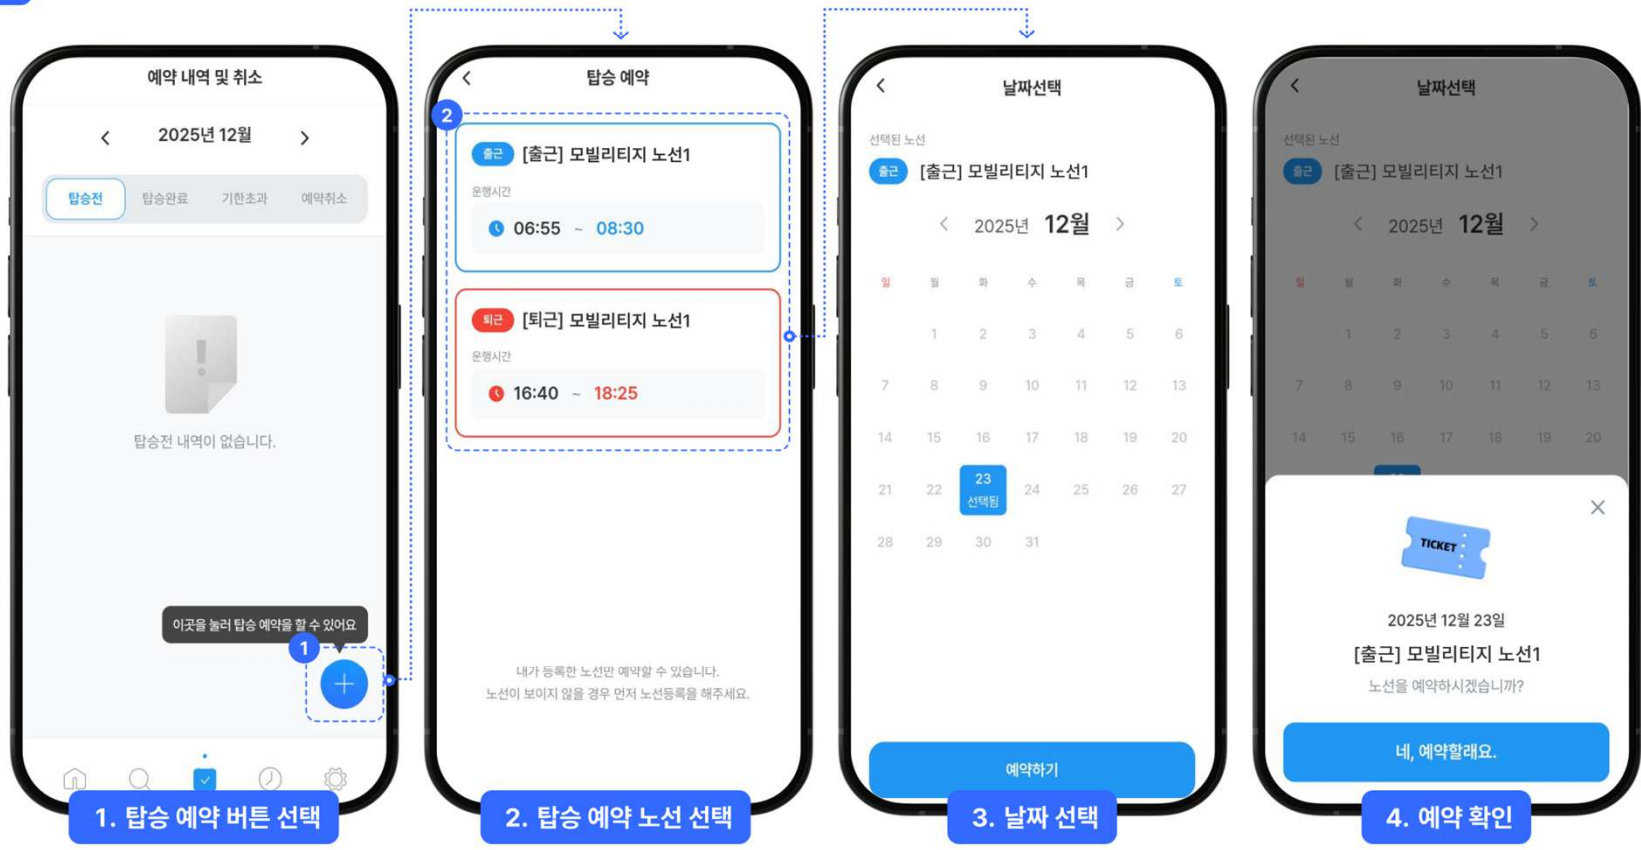 예약 내역 및 취소
2025년 12월
탑승전 탑승완료 기한초과 예약취소
탑승전 내역이 없습니다.
이곳을 눌러 탑승 예약을 할 수 있어요
1
1. 탑승 예약 버튼 선택
탑승 예약
2
출근 [출근] 모빌리티지 노선1
운행시간
06:55 ~ 08:30
퇴근 [퇴근] 모빌리티지 노선1
운행시간
16:40 ~ 18:25
내가 등록한 노선만 예약할 수 있습니다.
노선이 보이지 않을 경우 먼저 노선등록을 해주세요.
2. 탑승 예약 노선 선택
날짜선택
선택된 노선
출근 [출근] 모빌리티지 노선1
2025년 12월
일 월 화 수 목 금 토
1 2 3 4 5 6
7 8 9 10 11 12 13
14 15 16 17 18 19 20
21 22 23 24 25 26 27
선택됨
28 29 30 31
예약하기
3. 날짜 선택
날짜선택
선택된 노선
출근 [출근] 모빌리티지 노선1
2025년 12월
일 월 화 수 목 금 토
1 2 3 4 5 6
7 8 9 10 11 12 13
14 15 16 17 18 19 20
TICKET
2025년 12월 23일
[출근] 모빌리티지 노선1
노선을 예약하시겠습니까?
네, 예약할래요.
4. 예약 확인